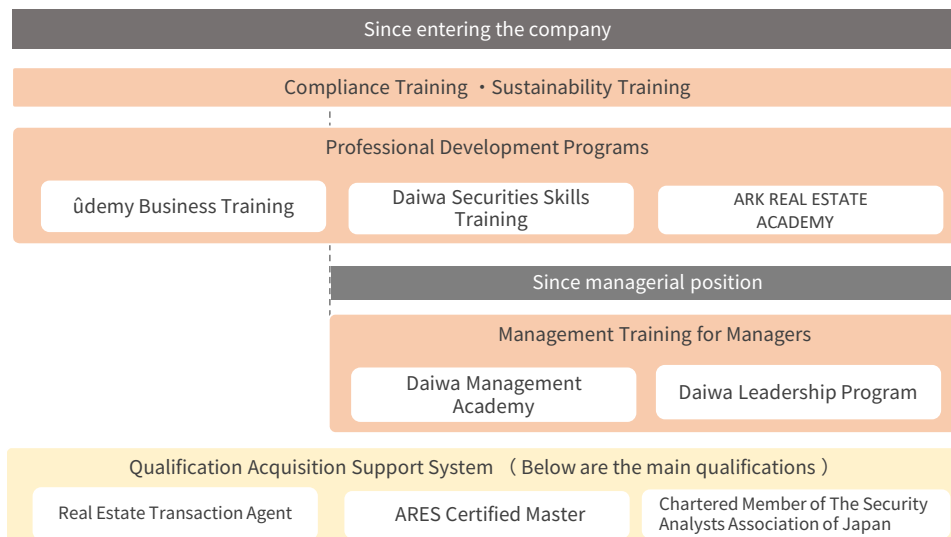 Since entering the company
Compliance Training ・Sustainability Training
Professional Development Programs
ûdemy Business Training
Daiwa Securities Skills
Training
ARK REAL ESTATE
ACADEMY
Since managerial position
Management Training for Managers
Daiwa Management
Academy
Daiwa Leadership Program
Qualification Acquisition Support System （ Below are the main qualifications ）
Real Estate Transaction Agent
ARES Certified Master
Chartered Member of The Security
Analysts Association of Japan